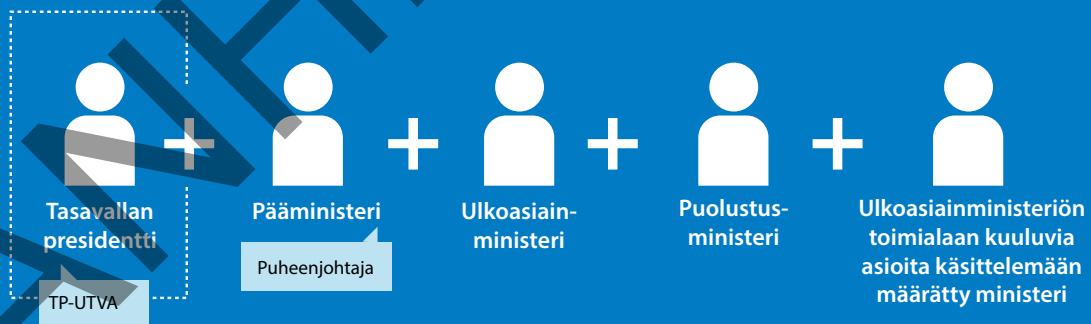 Tasavallan
presidentti
TP-UTVA
Pääministeri
Puheenjohtaja
Ulkoasiain-
ministeri
Puolustus-
ministeri
Ulkoasiainministeriön
toimialaan kuuluvia
asioita käsittelemään
määrätty ministeri